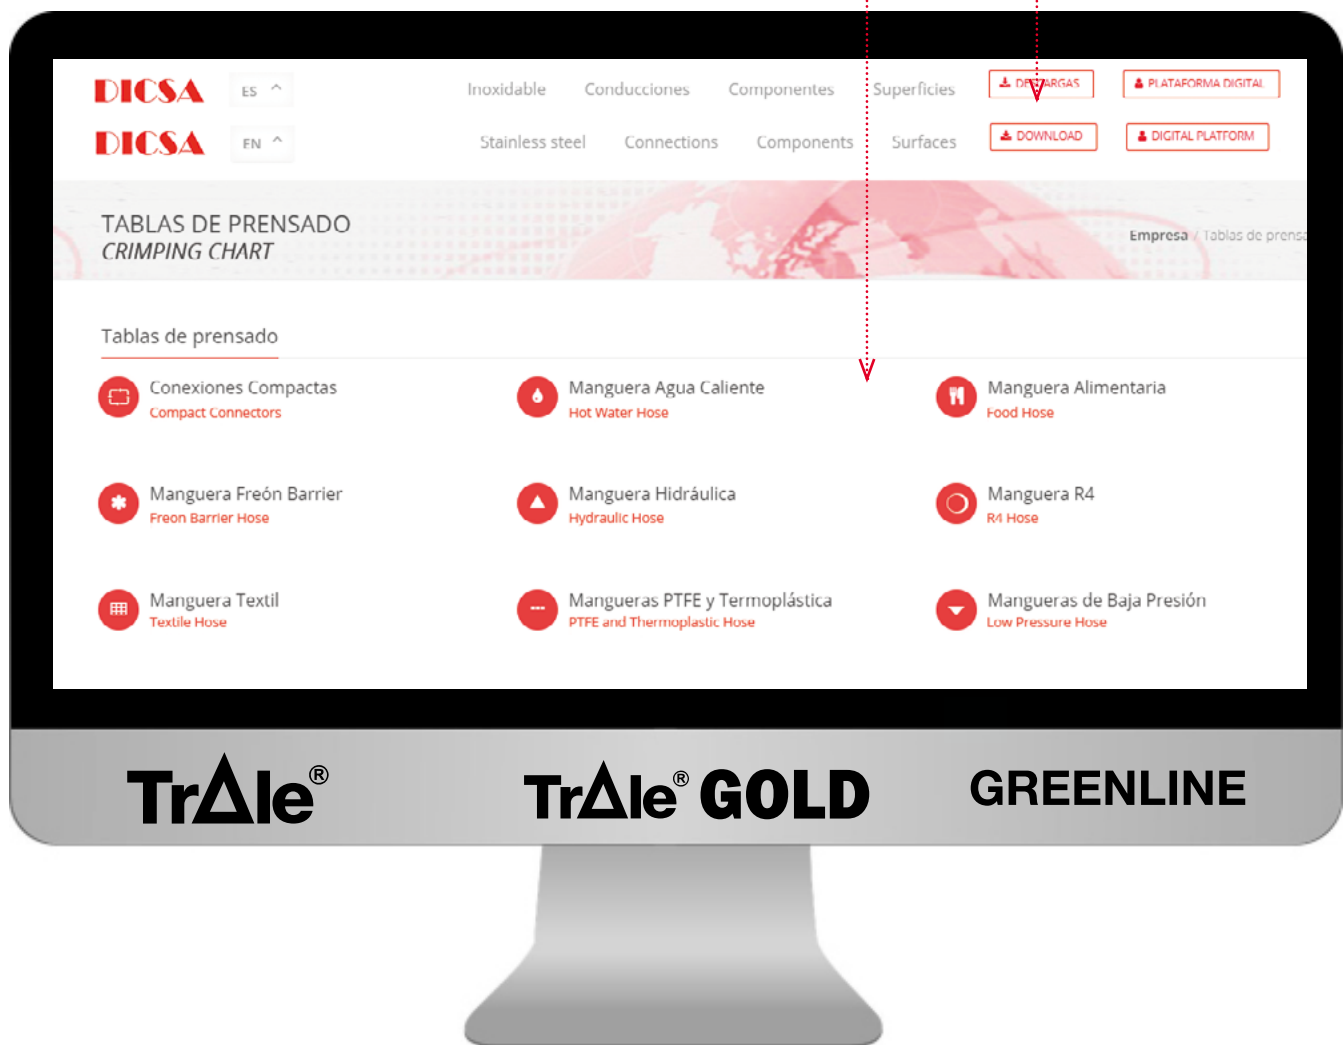 DICSA ES Inoxidable Conducciones Componentes Superficies DESCARGAS PLATAFORMA DIGITAL
DICSA EN Stainless steel Connections Components Surfaces DOWNLOAD DIGITAL PLATFORM
TABLAS DE PRENSADO
CRIMPING CHART
Empresa / Tablas de prensa
Tablas de prensado
Conexiones Compactas
Compact Connectors
Manguera Agua Caliente
Hot Water Hose
Manguera Alimentaria
Food Hose
Manguera Freón Barrier
Freon Barrier Hose
Manguera Hidráulica
Hydraulic Hose
Manguera R4
R4 Hose
Manguera Textil
Textile Hose
Mangueras PTFE y Termoplástica
PTFE and Thermoplastic Hose
Mangueras de Baja Presión
Low Pressure Hose
TrAle® TrAle® GOLD GREENLINE